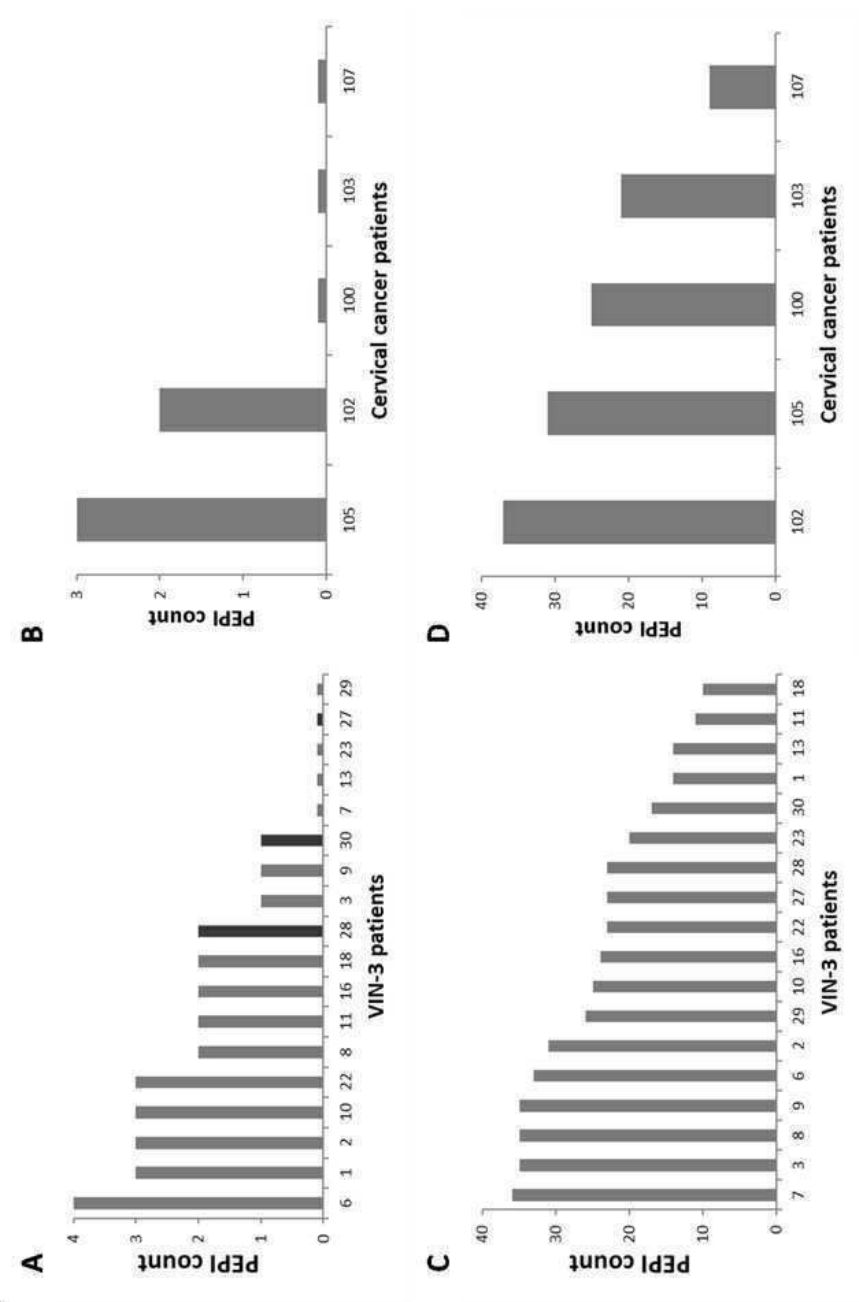 A
PEPI count
4
3
2
1
0
6 1 2 10 22 8 11 16 18 28 3 9 30 7 13 23 27 29
VIN-3 patients
B
PEPI count
3
2
1
0
105 102 100 103 107
Cervical cancer patients
C
PEPI count
40
30
20
10
0
7 3 8 9 6 2 29 10 16 22 27 28 23 30 1 13 11 18
VIN-3 patients
D
PEPI count
40
30
20
10
0
102 105 100 103 107
Cervical cancer patients